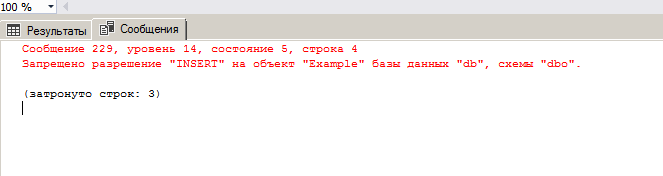 100 %
Результаты
Сообщения
Сообщение 229, уровень 14, состояние 5, строка 4
Запрещено разрешение "INSERT" на объект "Example" базы данных "db", схемы "dbo".
(затронуто строк: 3)